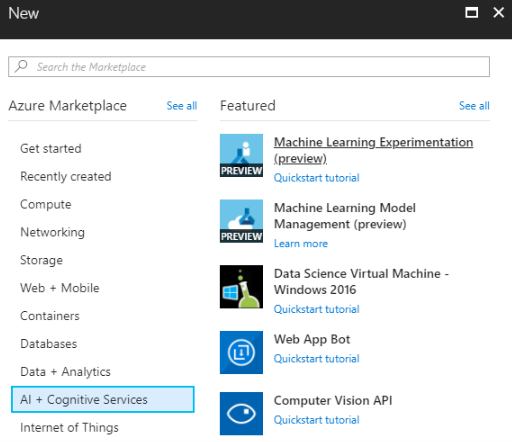 New
Search the Marketplace
Azure Marketplace
See all
Get started
Recently created
Compute
Networking
Storage
Web + Mobile
Containers
Databases
Data + Analytics
AI + Cognitive Services
Internet of Things
Featured
See all
PREVIEW
Machine Learning Experimentation
(preview)
Quickstart tutorial
PREVIEW
Machine Learning Model
Management (preview)
Learn more
Data Science Virtual Machine -
Windows 2016
Quickstart tutorial
Web App Bot
Quickstart tutorial
Computer Vision API
Quickstart tutorial